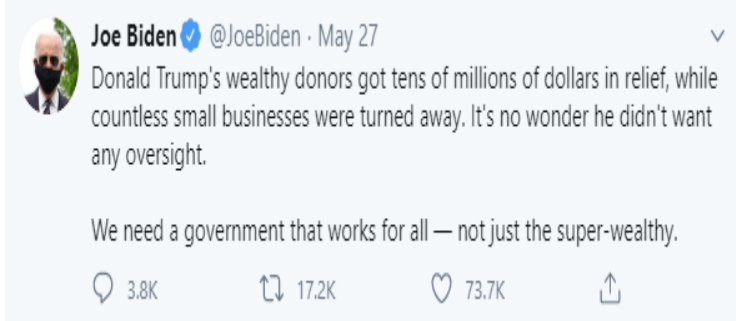 Joe Biden @JoeBiden · May 27
Donald Trump's wealthy donors got tens of millions of dollars in relief, while
countless small businesses were turned away. It's no wonder he didn't want
any oversight.
We need a government that works for all — not just the super-wealthy.
3.8K 17.2K 73.7K